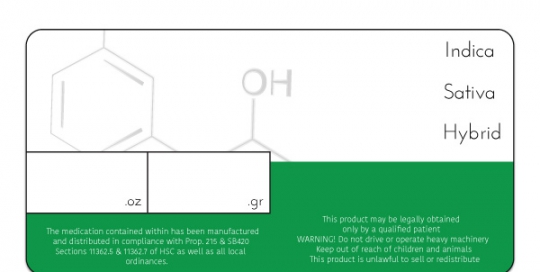 Indica
OH
Sativa
Hybrid
.oz
.gr
The medication contained within has been manufactured
and distributed in compliance with Prop. 215 & SB420
Sections 11362.5 & 11362.7 of HSC as well as all local
ordinances.
This product may be legally obtained
only by a qualified patient
WARNING! Do not drive or operate heavy machinery
Keep out of reach of children and animals
This product is unlawful to sell or redistribute